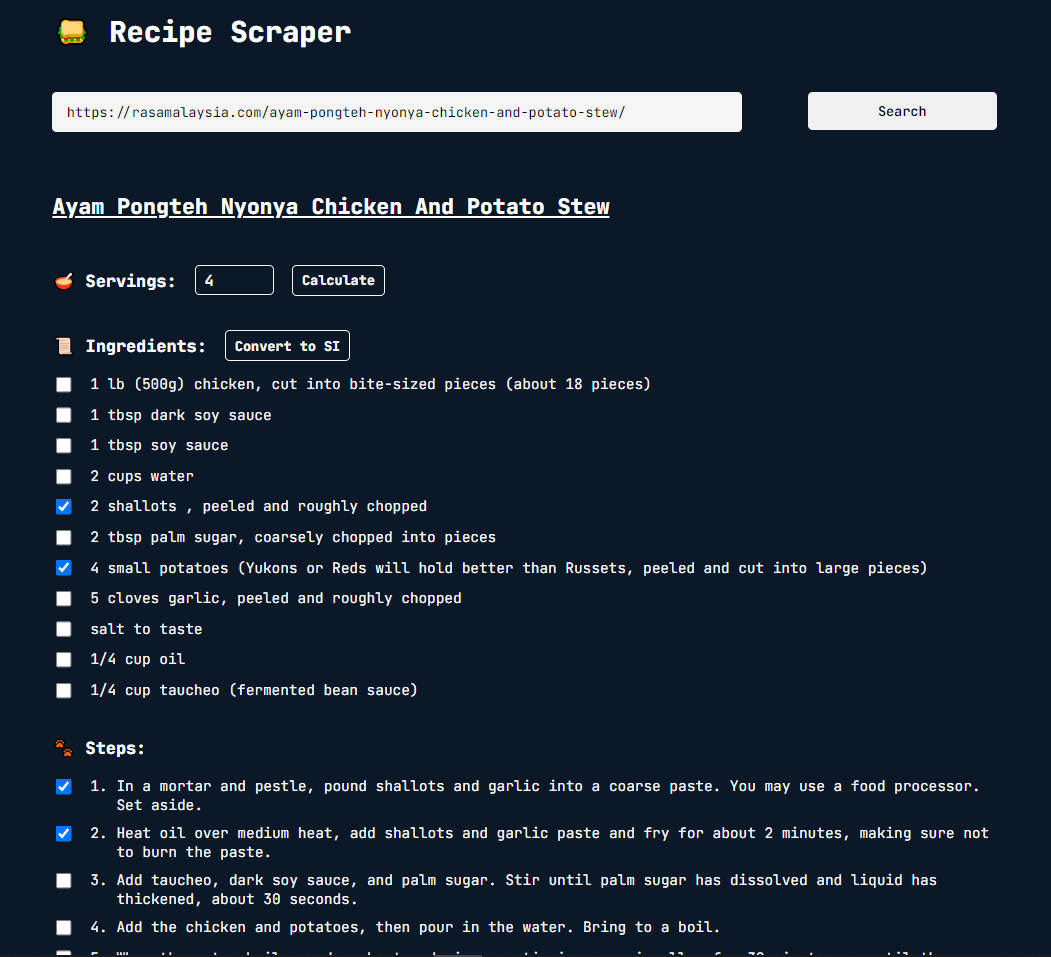 Recipe Scraper
https://rasamalaysia.com/ayam-pongteh-nyonya-chicken-and-potato-stew/
Search
Ayam Pongteh Nyonya Chicken And Potato Stew
Servings: 4 Calculate
Ingredients: Convert to SI
1 lb (500g) chicken, cut into bite-sized pieces (about 18 pieces)
1 tbsp dark soy sauce
1 tbsp soy sauce
2 cups water
2 shallots , peeled and roughly chopped
2 tbsp palm sugar, coarsely chopped into pieces
4 small potatoes (Yukons or Reds will hold better than Russets, peeled and cut into large pieces)
5 cloves garlic, peeled and roughly chopped
salt to taste
1/4 cup oil
1/4 cup taucheo (fermented bean sauce)
Steps:
1. In a mortar and pestle, pound shallots and garlic into a coarse paste. You may use a food processor.
Set aside.
2. Heat oil over medium heat, add shallots and garlic paste and fry for about 2 minutes, making sure not
to burn the paste.
3. Add taucheo, dark soy sauce, and palm sugar. Stir until palm sugar has dissolved and liquid has
thickened, about 30 seconds.
4. Add the chicken and potatoes, then pour in the water. Bring to a boil.